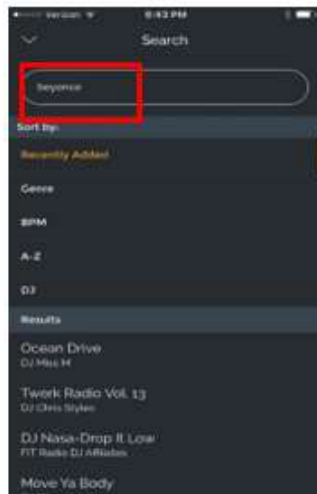 Verizon 6:43 PM
Search
beyonce
Sort by:
Recently Added
Genre
BPM
A-Z
DJ
Results
Ocean Drive
DJ Miss M
Twerk Radio Vol. 13
DJ Chris Styles
DJ Nasa-Drop It Low
FIT Radio DJ Affiliates
Move Ya Body